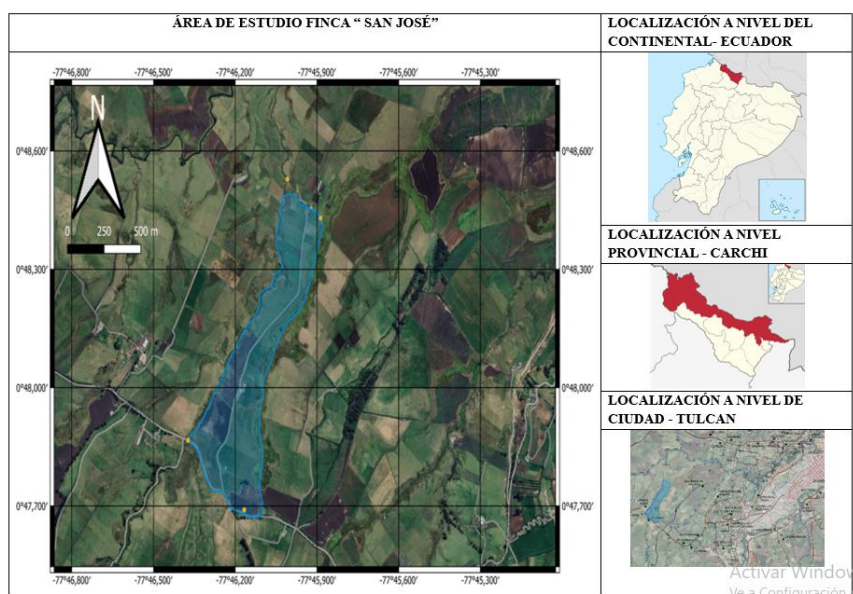 ÁREA DE ESTUDIO FINCA “ SAN JOSÉ”
LOCALIZACIÓN A NIVEL DEL
CONTINENTAL- ECUADOR
-77°46,800' -77°46,500' -77°46,200' -77°45,900' -77°45,600' -77°45,300'
N
0 250 500 m
0°48,600' 0°48,600'
0°48,300' 0°48,300'
0°48,000' 0°48,000'
0°47,700' 0°47,700'
-77°46,800' -77°46,500' -77°46,200' -77°45,900' -77°45,600' -77°45,300'
LOCALIZACIÓN A NIVEL
PROVINCIAL - CARCHI
LOCALIZACIÓN A NIVEL DE
CIUDAD - TULCAN
Activar Window
Ve a Configuración